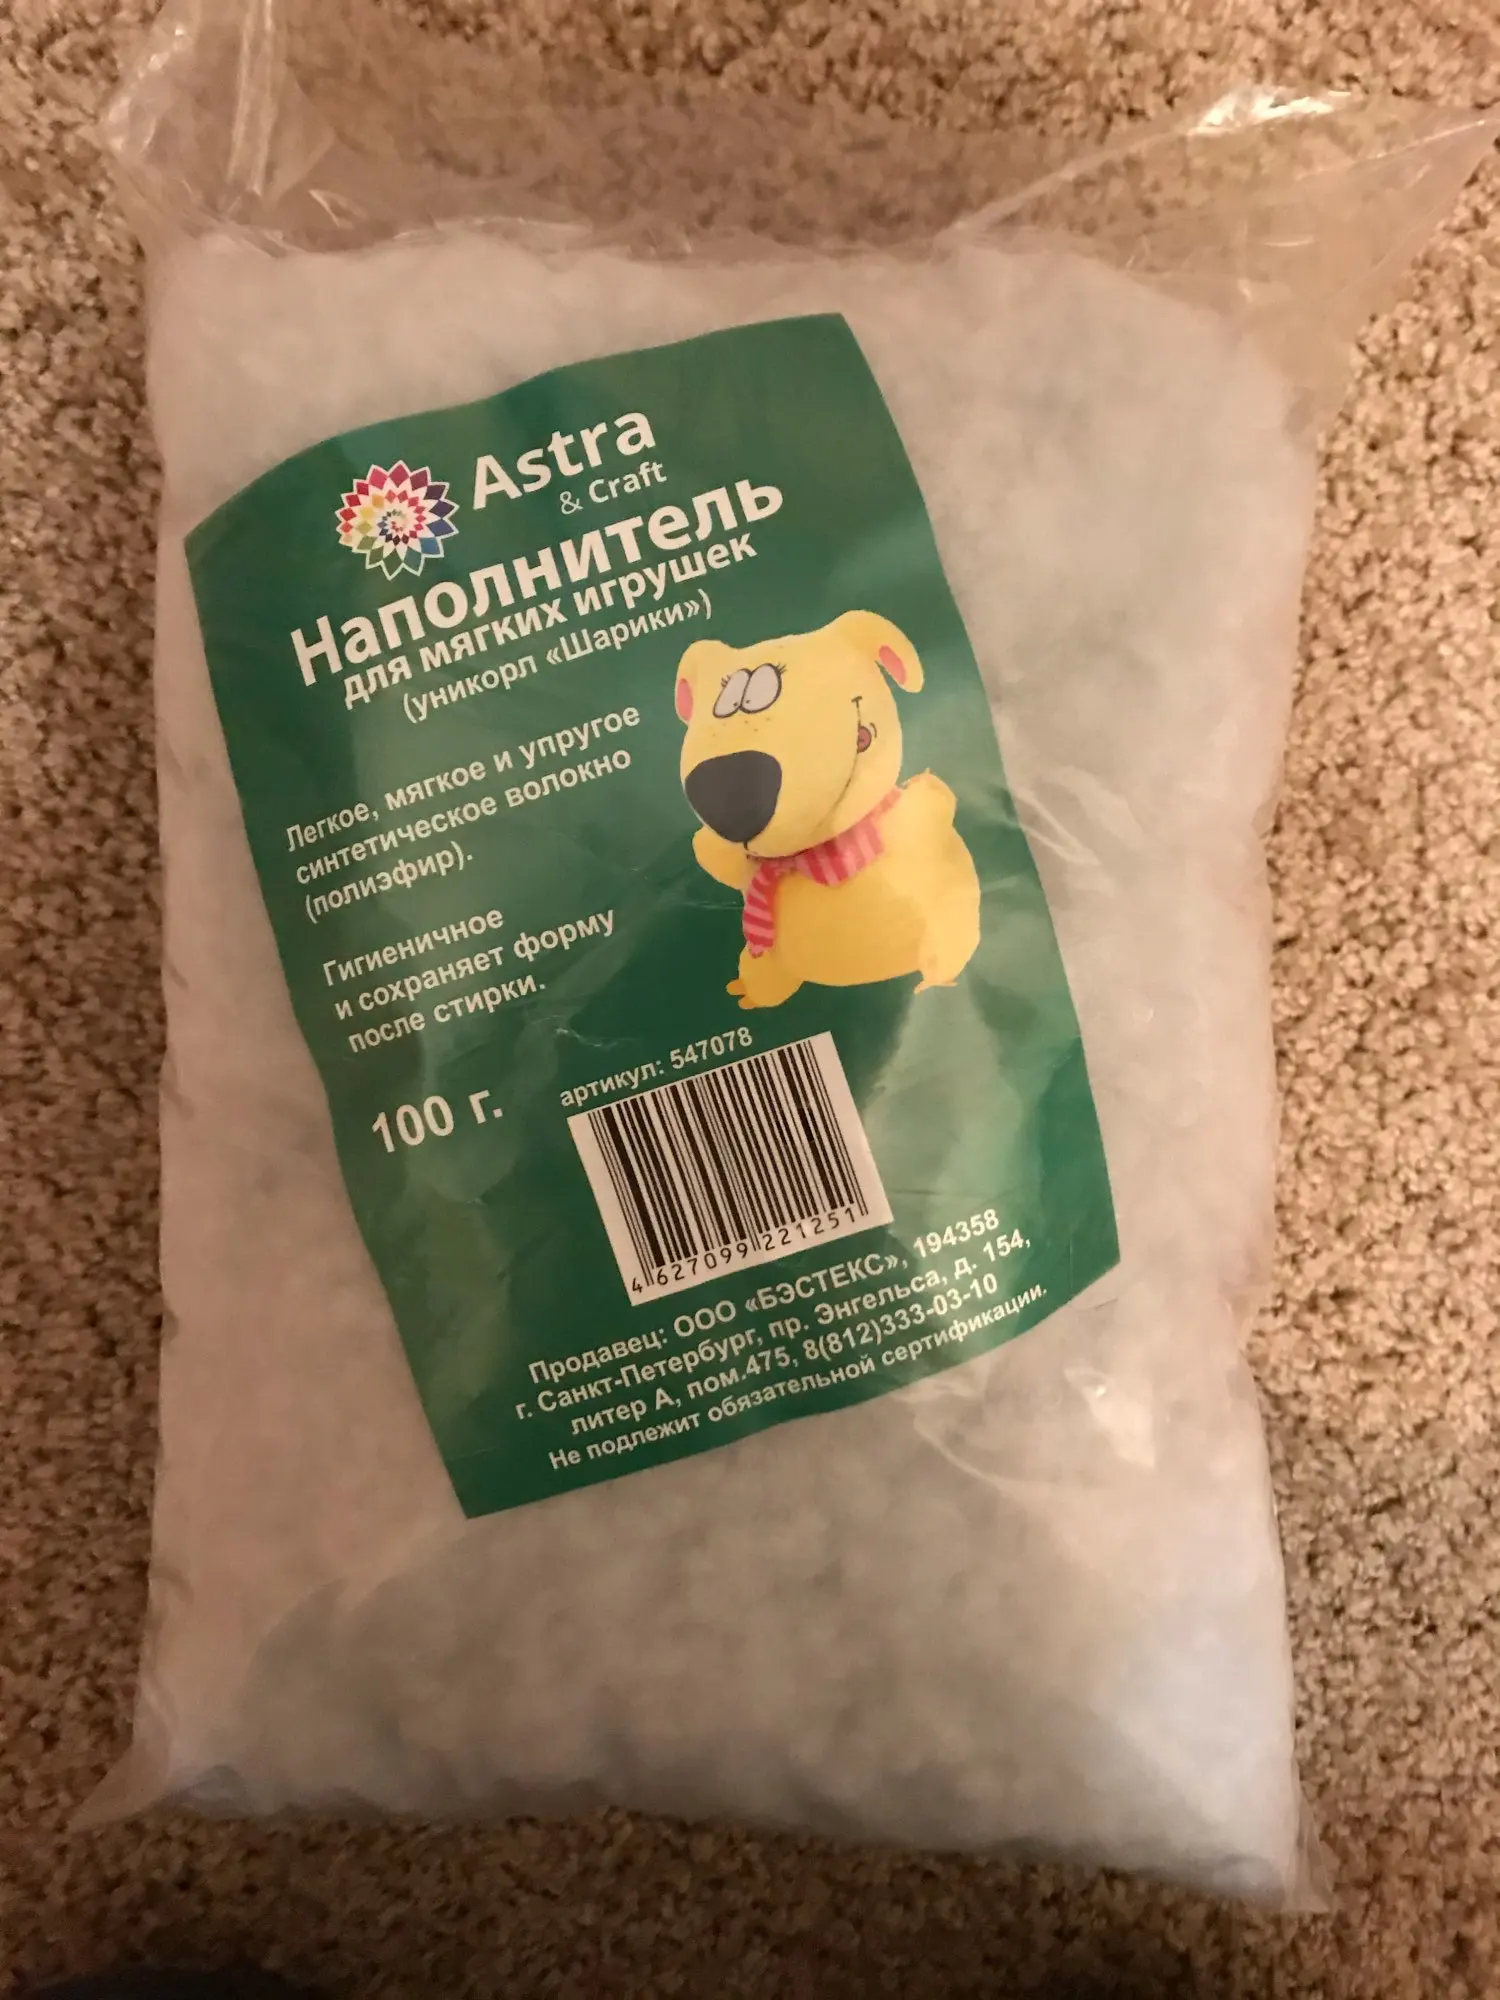 Astra
& Craft
Наполнитель
для мягких игрушек
(уникорл «Шарики»)
Легкое, мягкое и упругое
синтетическое волокно
(полиэфир).
Гигиеничное
и сохраняет форму
после стирки.
100 г.
артикул: 547078
4 627099 221251
Продавец: ООО «БЭСТЕКС», 194358
г. Санкт-Петербург, пр. Энгельса, д. 154,
литер А, пом.475, 8(812)333-03-10
Не подлежит обязательной сертификации.